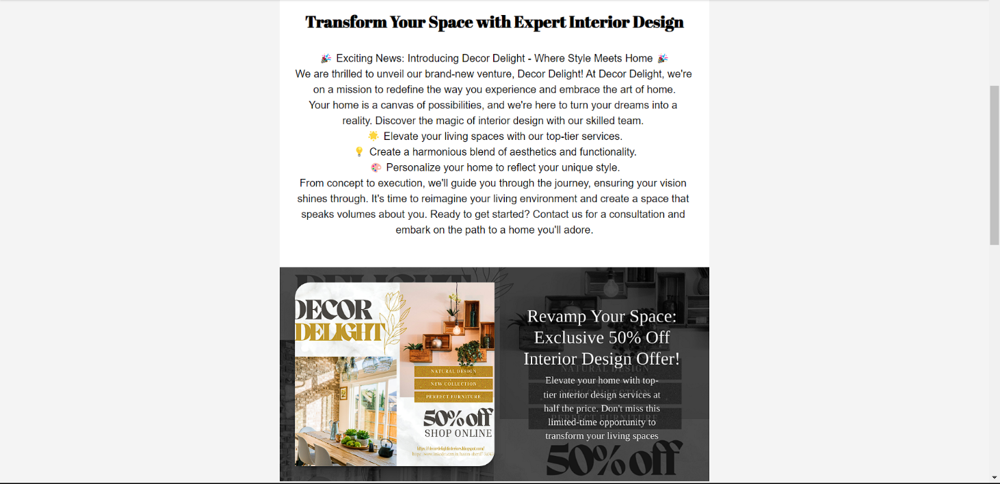 Transform Your Space with Expert Interior Design
🎉 Exciting News: Introducing Decor Delight - Where Style Meets Home 🎉
We are thrilled to unveil our brand-new venture, Decor Delight! At Decor Delight, we're
on a mission to redefine the way you experience and embrace the art of home.
Your home is a canvas of possibilities, and we're here to turn your dreams into a
reality. Discover the magic of interior design with our skilled team.
🌟 Elevate your living spaces with our top-tier services.
💡 Create a harmonious blend of aesthetics and functionality.
🎨 Personalize your home to reflect your unique style.
From concept to execution, we'll guide you through the journey, ensuring your vision
shines through. It's time to reimagine your living environment and create a space that
speaks volumes about you. Ready to get started? Contact us for a consultation and
embark on the path to a home you'll adore.
DELIGHT
DECOR
DELIGHT
NATURAL DESIGN
NEW COLLECTION
PERFECT FURNITURE
50% off
SHOP ONLINE
Revamp Your Space:
Exclusive 50% Off
Interior Design Offer!
NATURAL DESIGN
Elevate your home with top-
tier interior design services at
half the price. Don't miss this
limited-time opportunity to
transform your living spaces
PERFECT FURNITURE
50% off